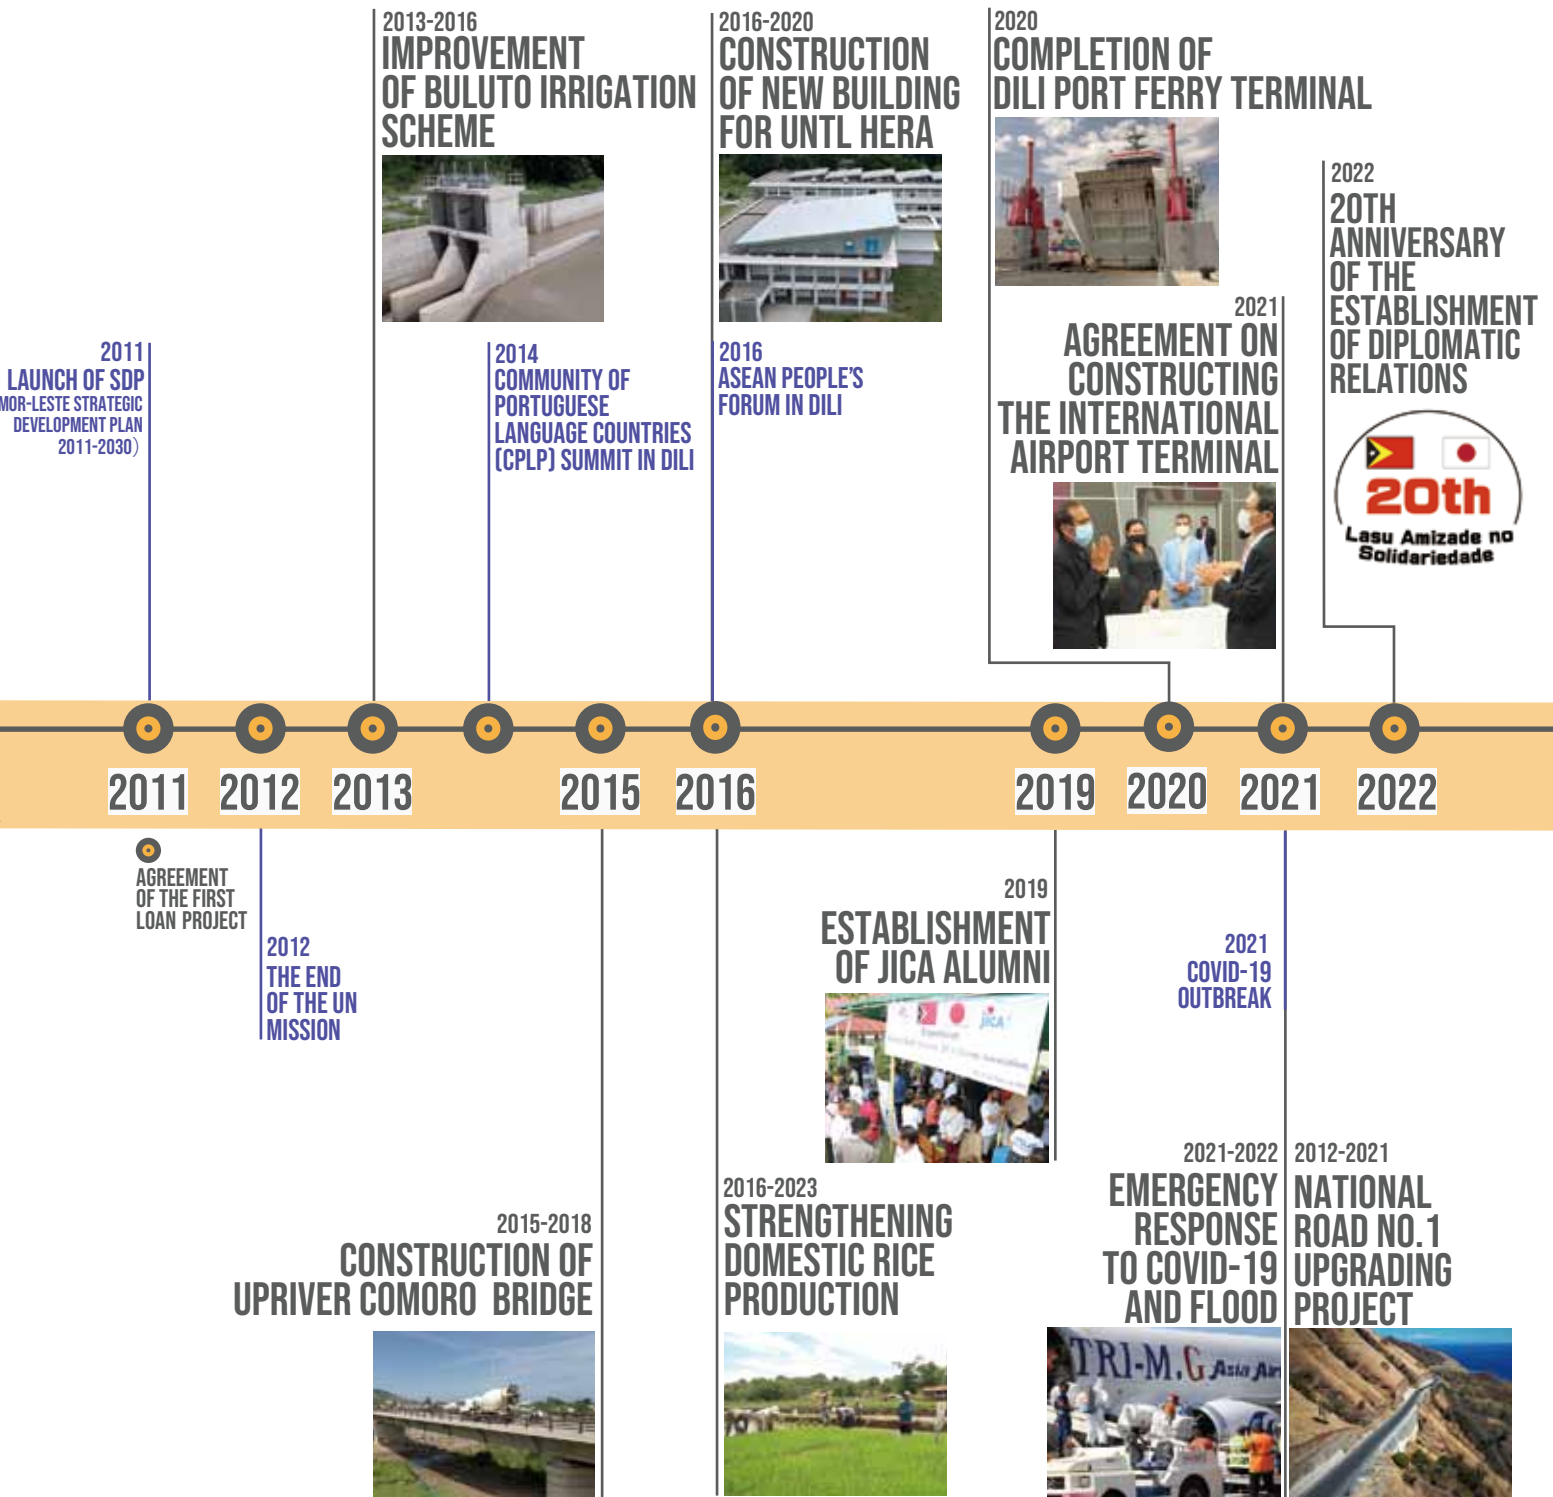 2013-2016
IMPROVEMENT
OF BULUTO IRRIGATION
SCHEME
2016-2020
CONSTRUCTION
OF NEW BUILDING
FOR UNTL HERA
2020
COMPLETION OF
DILI PORT FERRY TERMINAL
2022
20TH
ANNIVERSARY
OF THE
ESTABLISHMENT
OF DIPLOMATIC
RELATIONS
20th
Lasu Amizade no
Solidariedade
2021
AGREEMENT ON
CONSTRUCTING
THE INTERNATIONAL
AIRPORT TERMINAL
2011
LAUNCH OF SDP
MOR-LESTE STRATEGIC
DEVELOPMENT PLAN
2011-2030)
2014
COMMUNITY OF
PORTUGUESE
LANGUAGE COUNTRIES
(CPLP) SUMMIT IN DILI
2016
ASEAN PEOPLE'S
FORUM IN DILI
2011
2012
2013
2015
2016
2019
2020
2021
2022
AGREEMENT
OF THE FIRST
LOAN PROJECT
2012
THE END
OF THE UN
MISSION
2019
ESTABLISHMENT
OF JICA ALUMNI
JICA
2021
COVID-19
OUTBREAK
2015-2018
CONSTRUCTION OF
UPRIVER COMORO BRIDGE
2016-2023
STRENGTHENING
DOMESTIC RICE
PRODUCTION
2021-2022
EMERGENCY
RESPONSE
TO COVID-19
AND FLOOD
TRI-M.G Asia Air
2012-2021
NATIONAL
ROAD NO.1
UPGRADING
PROJECT